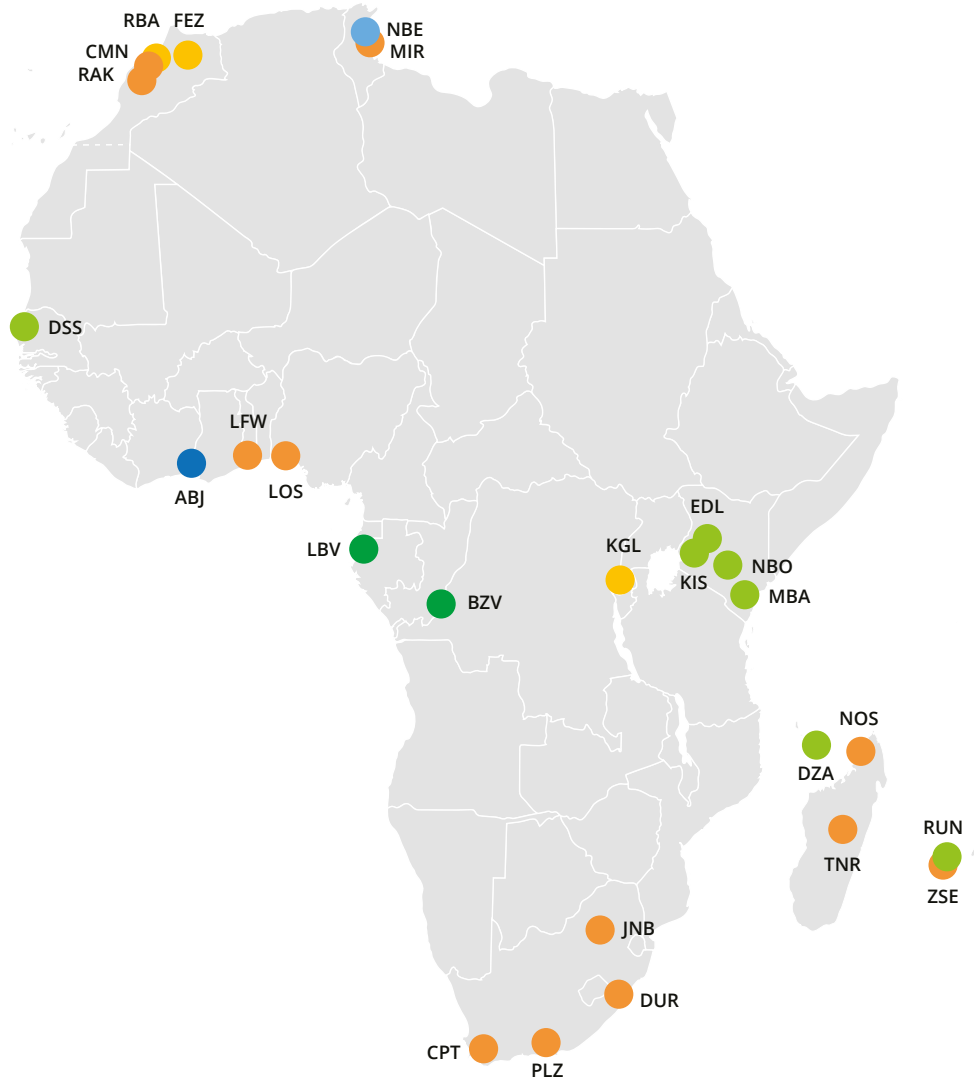 RBA FEZ
NBE
CMN
MIR
RAK
DSS
LFW
LOS
ABJ
EDL
LBV
KGL
NBO
KIS
MBA
BZV
NOS
DZA
RUN
TNR
ZSE
JNB
DUR
CPT
PLZ